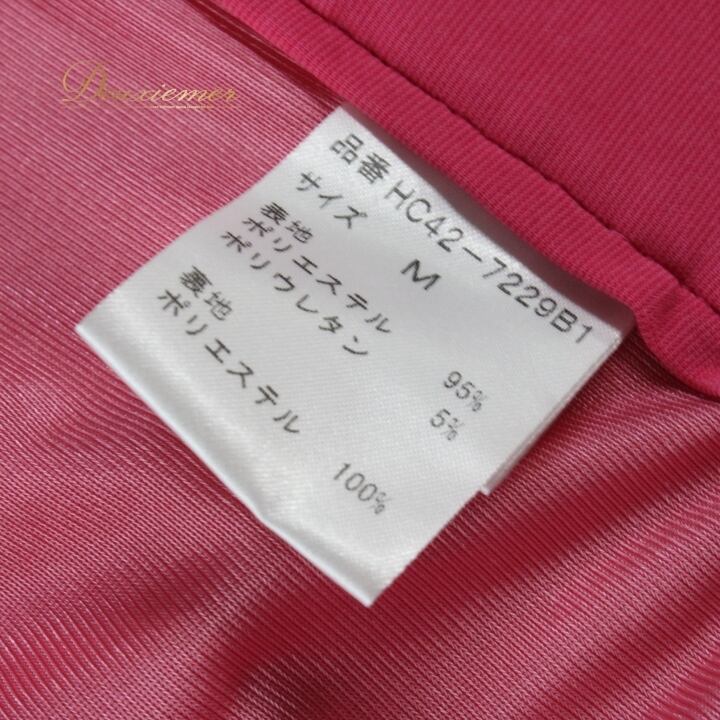 Douxiemer
品番 HC42-7229B1
サイズ M
表地
ポリエステル 95%
ポリウレタン 5%
裏地
ポリエステル 100%